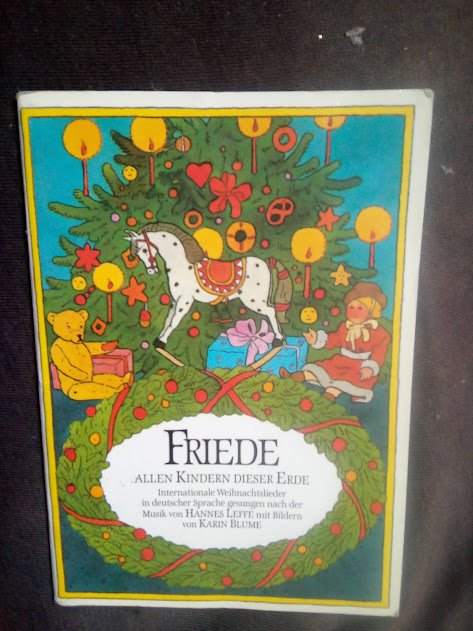 FRIEDE
ALLEN KINDERN DIESER ERDE
Internationale Weihnachtslieder
in deutscher Sprache gesungen nach der
Musik von HANNES LEFFE mit Bildern
von KARIN BLUME